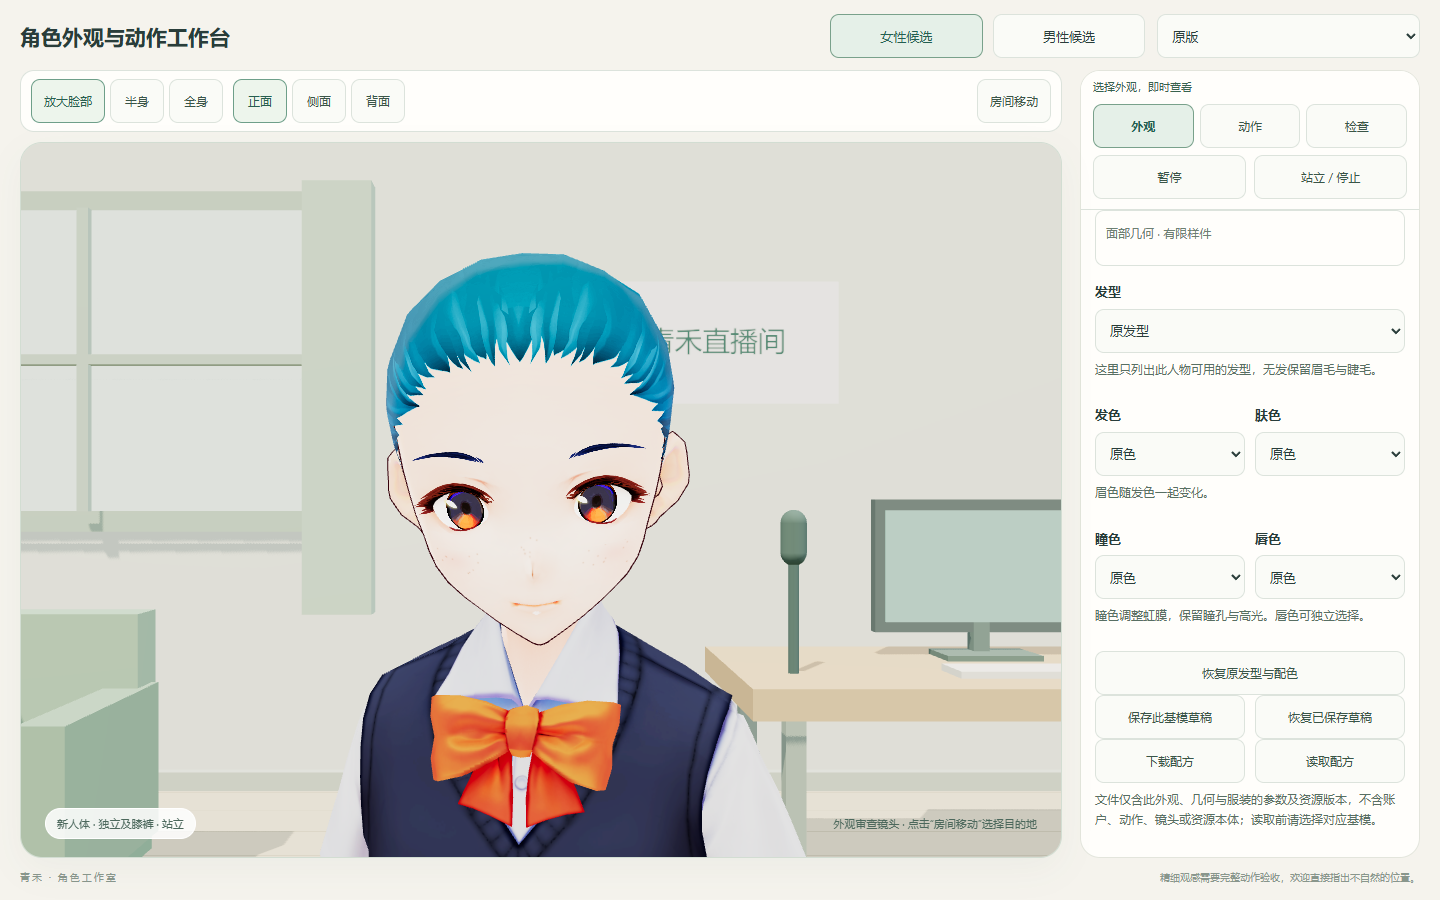 角色外观与动作工作台
女性候选
男性候选
原版
放大脸部
半身
全身
正面
侧面
背面
房间移动
选择外观，即时查看
外观
动作
检查
暂停
站立 / 停止
面部几何 · 有限样件
发型
原发型
这里只列出此人物可用的发型，无发保留眉毛与睫毛。
发色
肤色
原色
原色
眉色随发色一起变化。
瞳色
唇色
原色
原色
瞳色调整虹膜，保留瞳孔与高光。唇色可独立选择。
恢复原发型与配色
保存此基模草稿
恢复已保存草稿
下载配方
读取配方
文件仅含此外观、几何与服装的参数及资源版本，不含账
户、动作、镜头或资源本体；读取前请选择对应基模。
青禾直播间
新人体 · 独立及膝裤 · 站立
外观审查镜头 · 点击“房间移动”选择目的地
青禾 · 角色工作室
精细观感需要完整动作验收，欢迎直接指出不自然的位置。